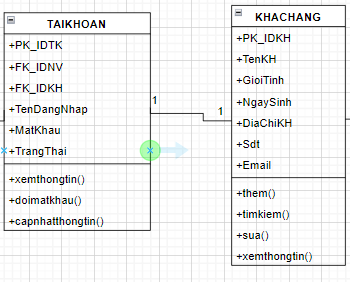 TAIKHOAN
+PK_IDTK
+FK_IDNV
+FK_IDKH
+TenDangNhap
+MatKhau
+TrangThai
+xemthongtin()
+doimatkhau()
+capnhatthongtin()
1
1
KHACHANG
+PK_IDKH
+TenKH
+GioiTinh
+NgaySinh
+DiaChiKH
+Sdt
+Email
+them()
+timkiem()
+sua()
+xemthongtin()